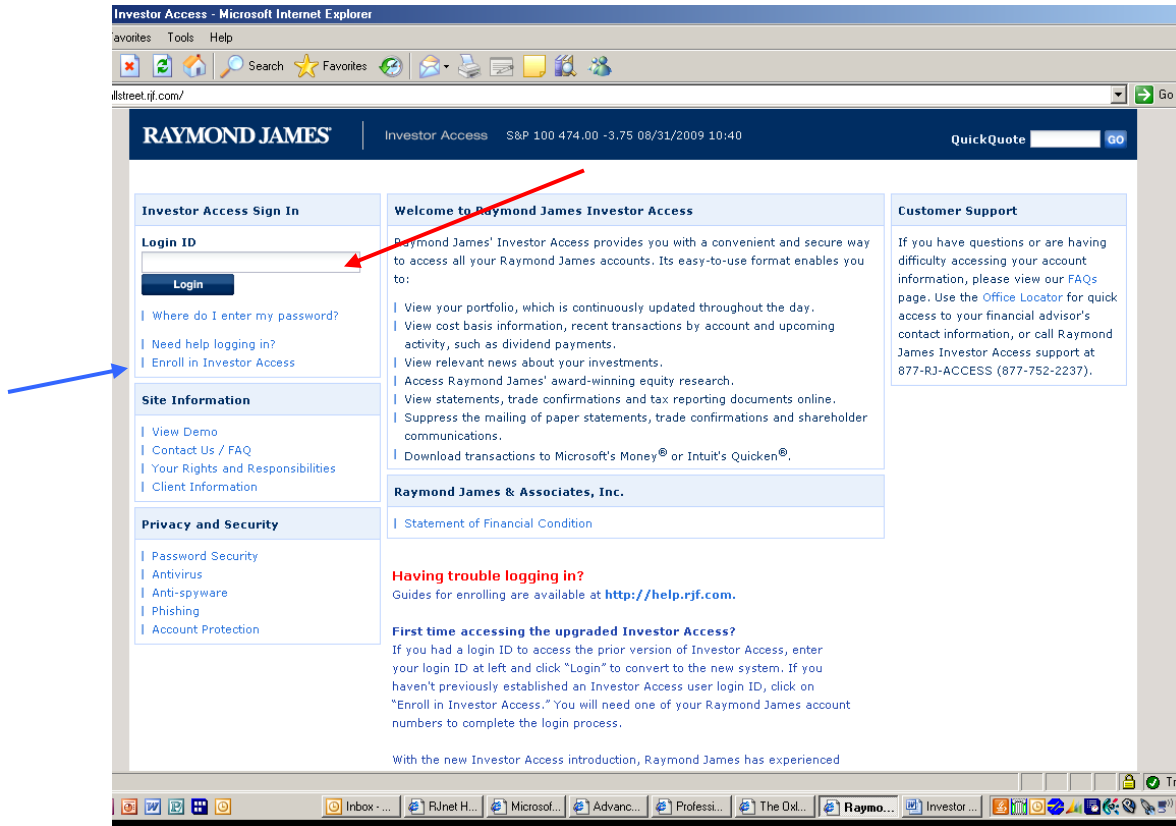 Investor Access - Microsoft Internet Explorer
avorites Tools Help
Search Favorites
llstreet.rjf.com/
Go
RAYMOND JAMES®
Investor Access S&P 100 474.00 -3.75 08/31/2009 10:40
QuickQuote GO
Investor Access Sign In
Login ID
Login
Where do I enter my password?
Need help logging in?
Enroll in Investor Access
Site Information
View Demo
Contact Us / FAQ
Your Rights and Responsibilities
Client Information
Privacy and Security
Password Security
Antivirus
Anti-spyware
Phishing
Account Protection
Welcome to Raymond James Investor Access
Raymond James' Investor Access provides you with a convenient and secure way
to access all your Raymond James accounts. Its easy-to-use format enables you
to:
View your portfolio, which is continuously updated throughout the day.
View cost basis information, recent transactions by account and upcoming
activity, such as dividend payments.
View relevant news about your investments.
Access Raymond James' award-winning equity research.
View statements, trade confirmations and tax reporting documents online.
Suppress the mailing of paper statements, trade confirmations and shareholder
communications.
Download transactions to Microsoft's Money® or Intuit's Quicken®.
Raymond James & Associates, Inc.
Statement of Financial Condition
Having trouble logging in?
Guides for enrolling are available at http://help.rjf.com.
First time accessing the upgraded Investor Access?
If you had a login ID to access the prior version of Investor Access, enter
your login ID at left and click “Login” to convert to the new system. If you
haven't previously established an Investor Access user login ID, click on
“Enroll in Investor Access.” You will need one of your Raymond James account
numbers to complete the login process.
With the new Investor Access introduction, Raymond James has experienced
Customer Support
If you have questions or are having
difficulty accessing your account
information, please view our FAQs
page. Use the Office Locator for quick
access to your financial advisor's
contact information, or call Raymond
James Investor Access support at
877-RJ-ACCESS (877-752-2237).
Tr
Inbox - ... RJnet H... Microsof... Advanc... Professi... The Oxl... Raymo... Investor ...